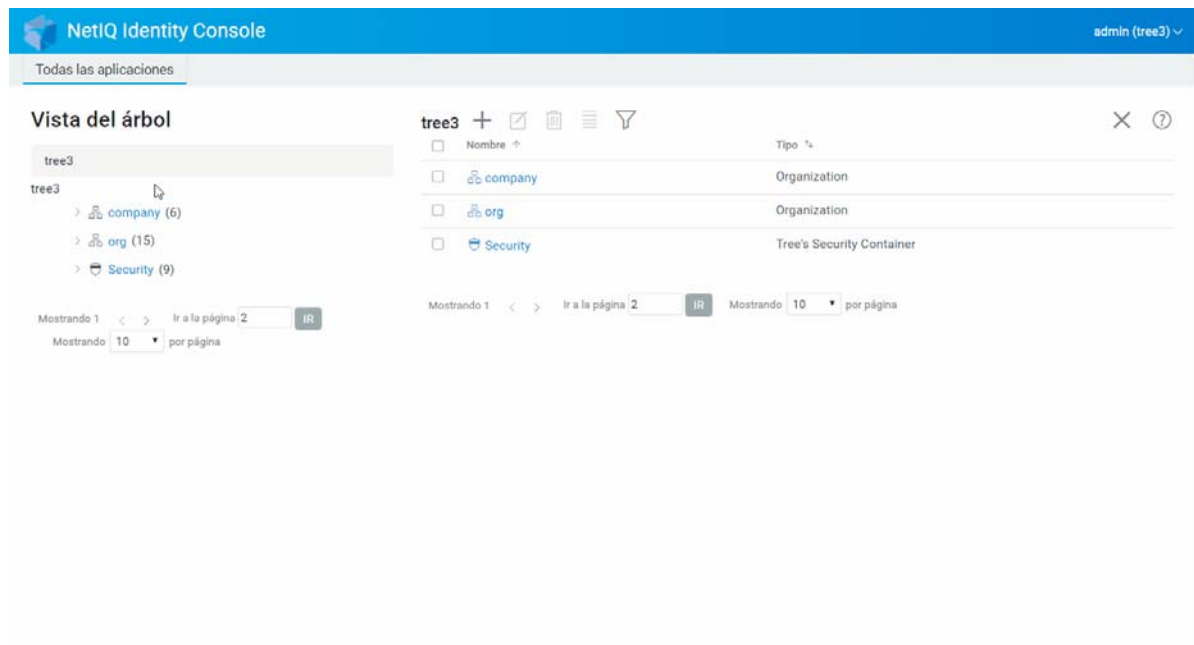 NetIQ Identity Console
admin (tree3)
Todas las aplicaciones
Vista del árbol
tree3
tree3
company (6)
org (15)
Security (9)
Mostrando 1 Ir a la página 2 IR
Mostrando 10 por página
tree3
Nombre Tipo
company Organization
org Organization
Security Tree's Security Container
Mostrando 1 Ir a la página 2 IR Mostrando 10 por página